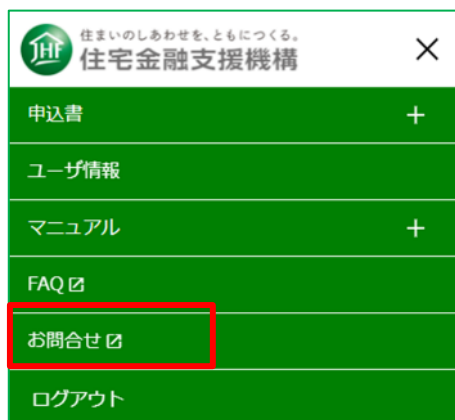 JHF
住まいのしあわせを、ともにつくる。
住宅金融支援機構
申込書
ユーザ情報
マニュアル
FAQ
お問合せ
ログアウト